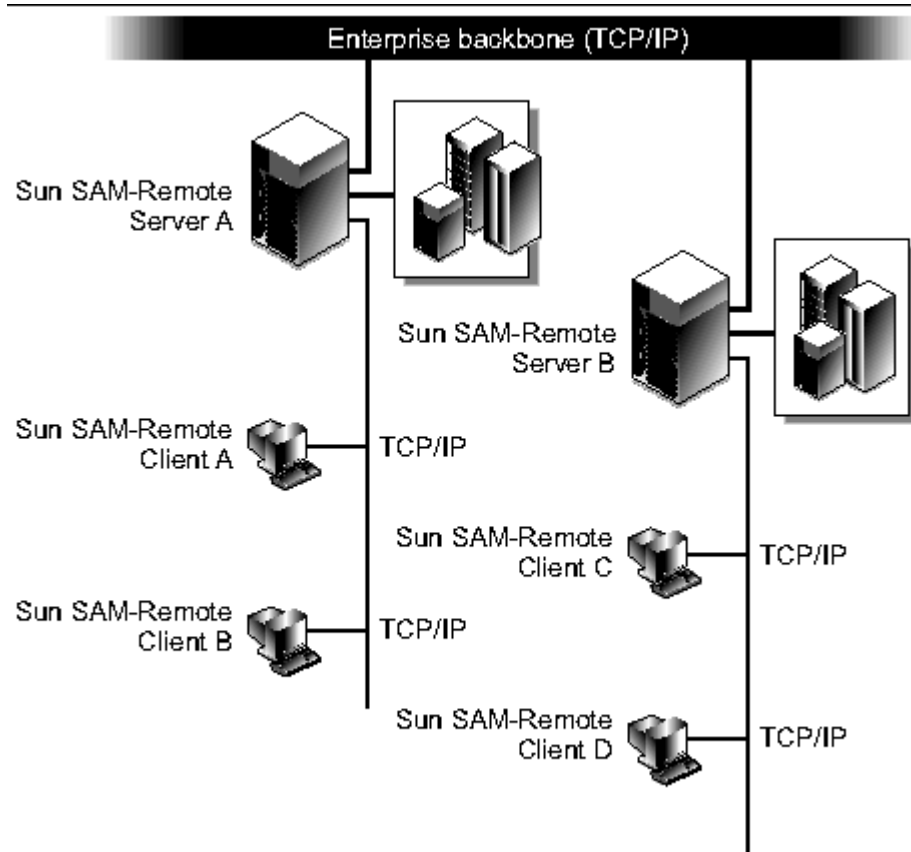 Enterprise backbone (TCP/IP)
Sun SAM-Remote
Server A
Sun SAM-Remote
Server B
Sun SAM-Remote
Client A
TCP/IP
Sun SAM-Remote
Client C
TCP/IP
Sun SAM-Remote
Client B
TCP/IP
Sun SAM-Remote
Client D
TCP/IP